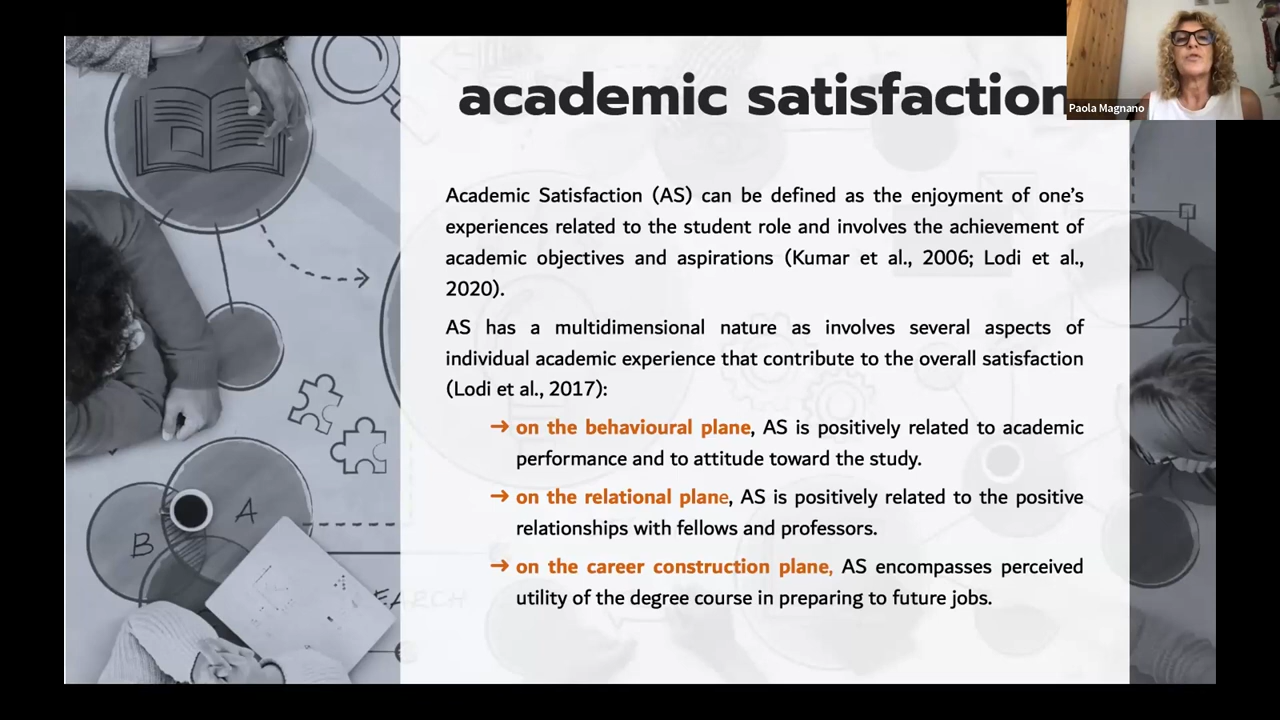 academic satisfaction
Paola Magnano
Academic Satisfaction (AS) can be defined as the enjoyment of one's
experiences related to the student role and involves the achievement of
academic objectives and aspirations (Kumar et al., 2006; Lodi et al.,
2020).
AS has a multidimensional nature as involves several aspects of
individual academic experience that contribute to the overall satisfaction
(Lodi et al., 2017):
→ on the behavioural plane, AS is positively related to academic
performance and to attitude toward the study.
→ on the relational plane, AS is positively related to the positive
relationships with fellows and professors.
→ on the career construction plane, AS encompasses perceived
utility of the degree course in preparing to future jobs.
A
B